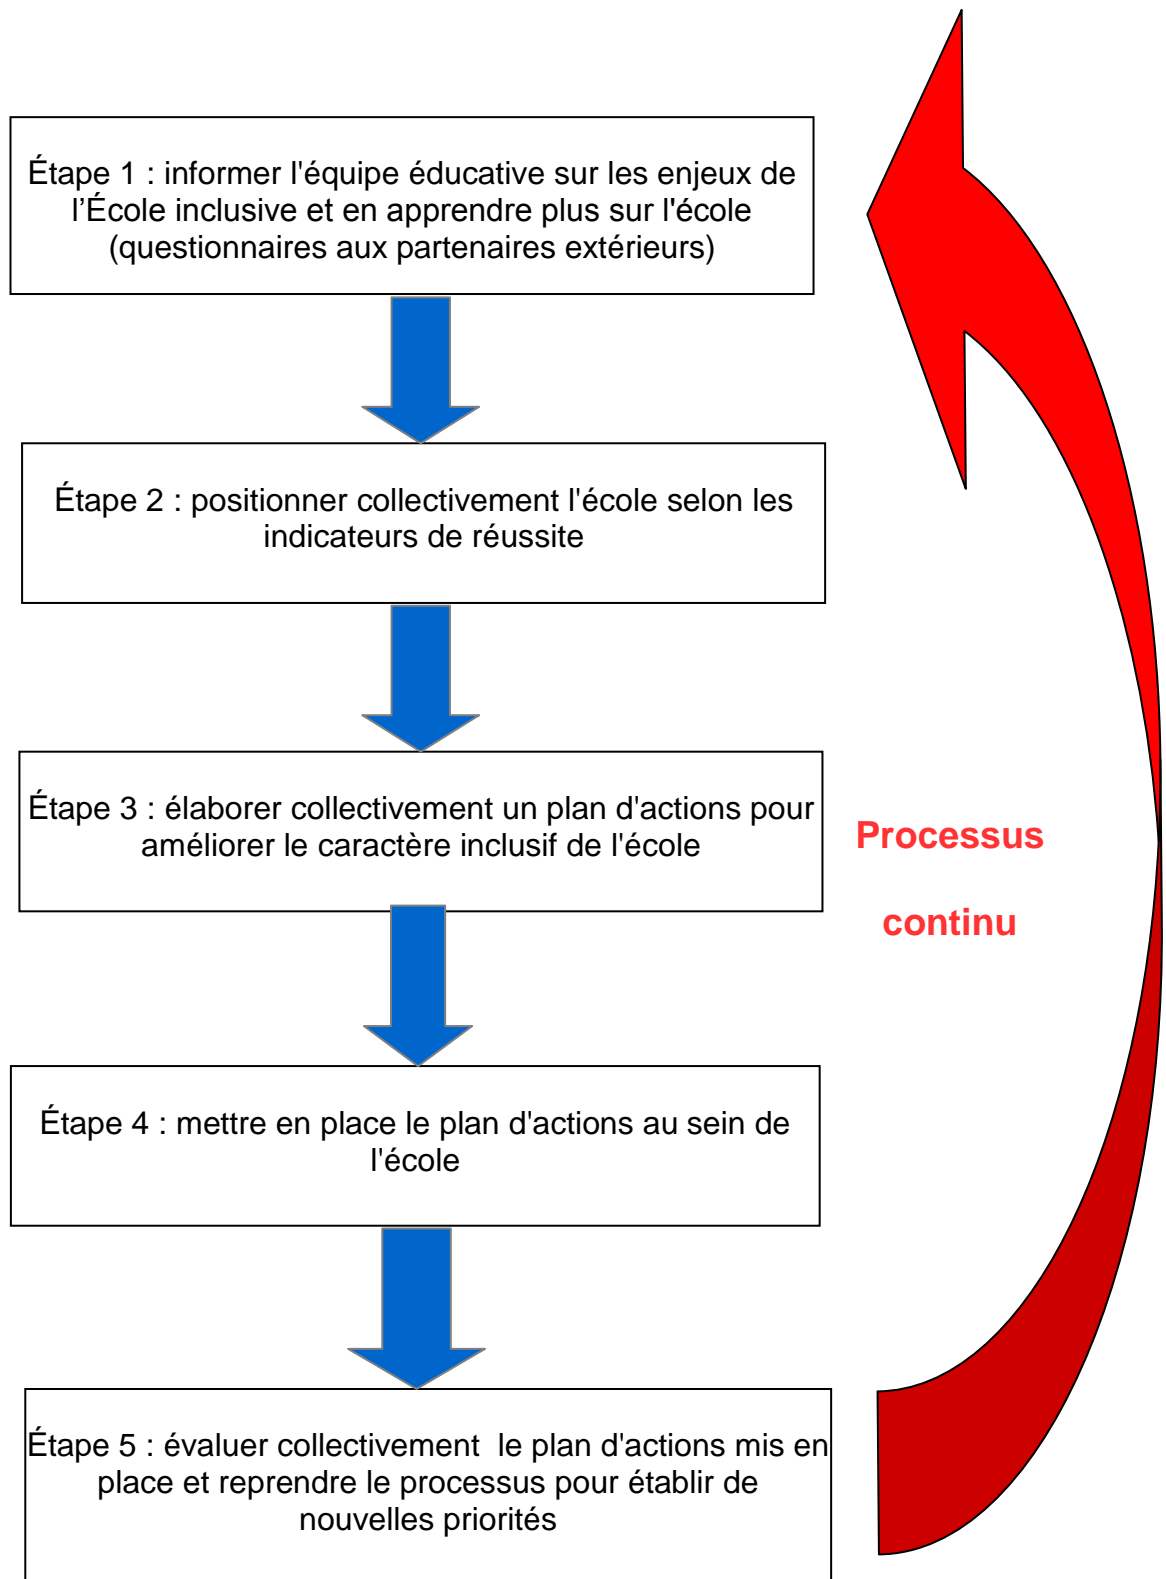 Étape 1 : informer l'équipe éducative sur les enjeux de
l’École inclusive et en apprendre plus sur l'école
(questionnaires aux partenaires extérieurs)
Étape 2 : positionner collectivement l'école selon les
indicateurs de réussite
Étape 3 : élaborer collectivement un plan d'actions pour
améliorer le caractère inclusif de l'école
Processus
continu
Étape 4 : mettre en place le plan d'actions au sein de
l'école
Étape 5 : évaluer collectivement  le plan d'actions mis en
place et reprendre le processus pour établir de
nouvelles priorités